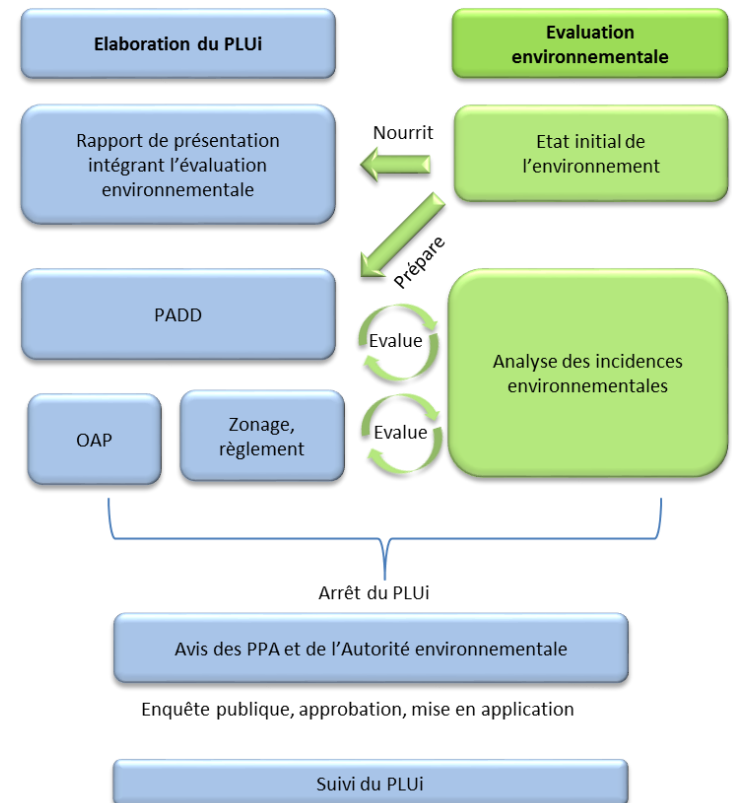 Elaboration du PLUi
Evaluation
environnementale
Rapport de présentation
intégrant l’évaluation
environnementale
Nourrit
Etat initial de
l’environnement
Prépare
PADD
Evalue
Analyse des incidences
environnementales
OAP
Zonage,
règlement
Evalue
Arrêt du PLUi
Avis des PPA et de l’Autorité environnementale
Enquête publique, approbation, mise en application
Suivi du PLUi